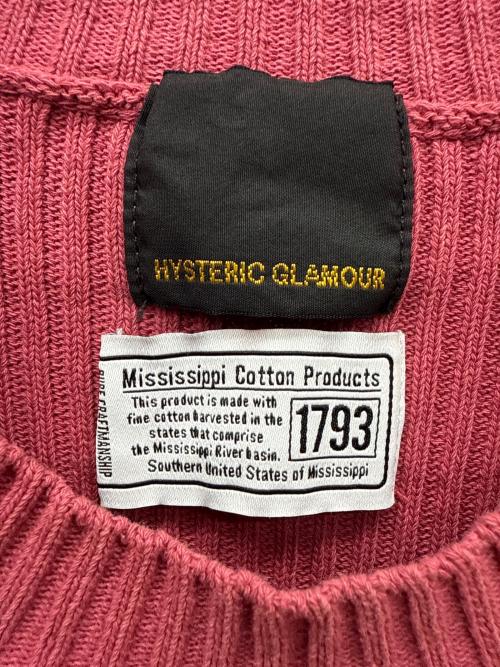 HYSTERIC GLAMOUR
Mississippi Cotton Products
This product is made with
fine cotton harvested in the
states that comprise
the Mississippi River basin.
Southern United States of Mississippi
1793
PURE CRAFTMANSHIP